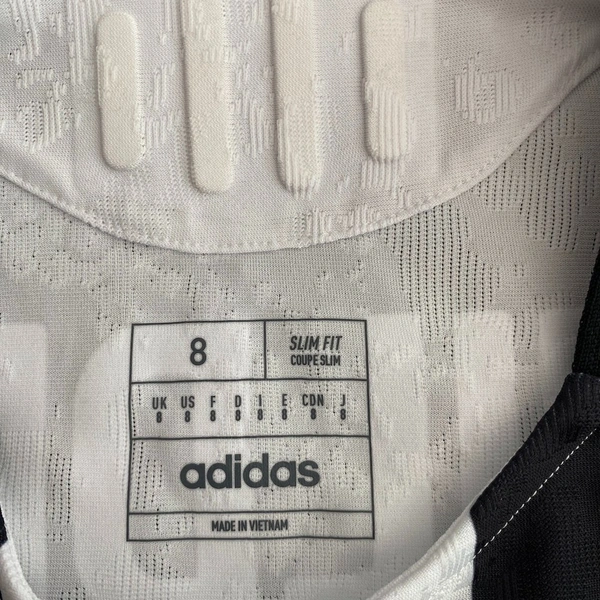 8
SLIM FIT
COUPE SLIM
UK US F D I E CDN J
8 8 8 8 8 8 8 8
adidas
MADE IN VIETNAM